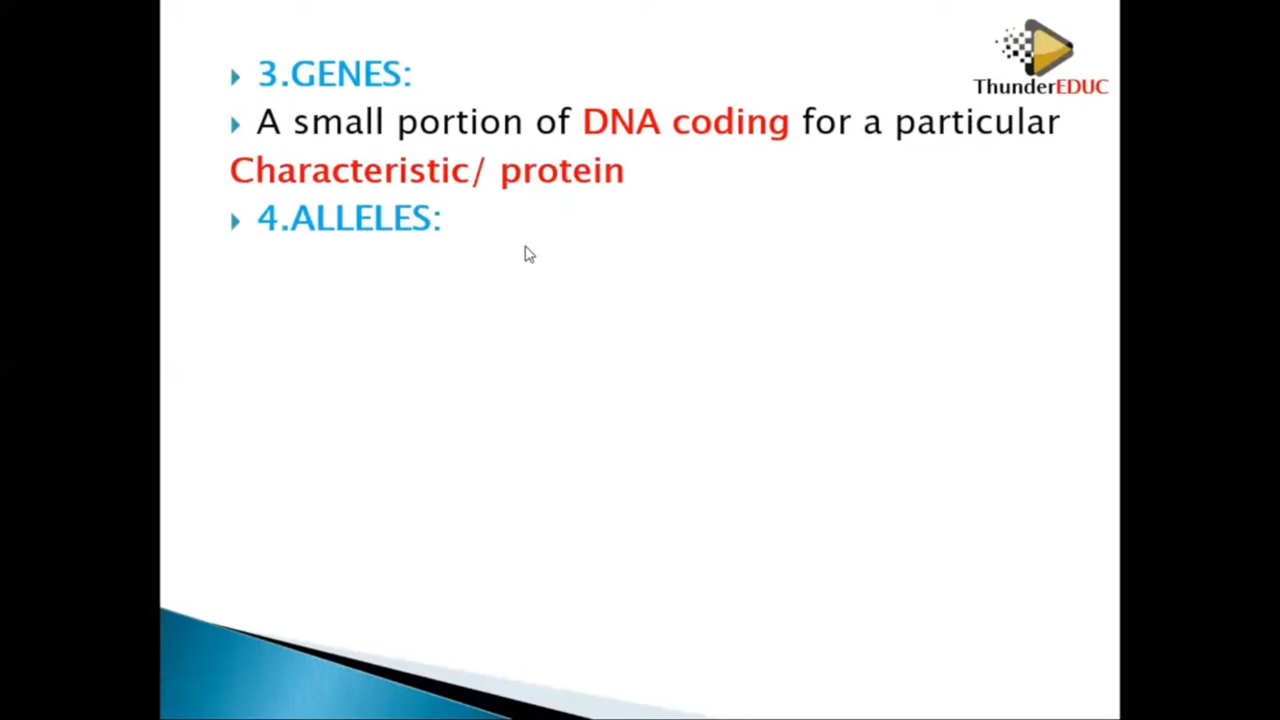 ThunderEDUC
3.GENES:
A small portion of DNA coding for a particular
Characteristic/ protein
4.ALLELES: